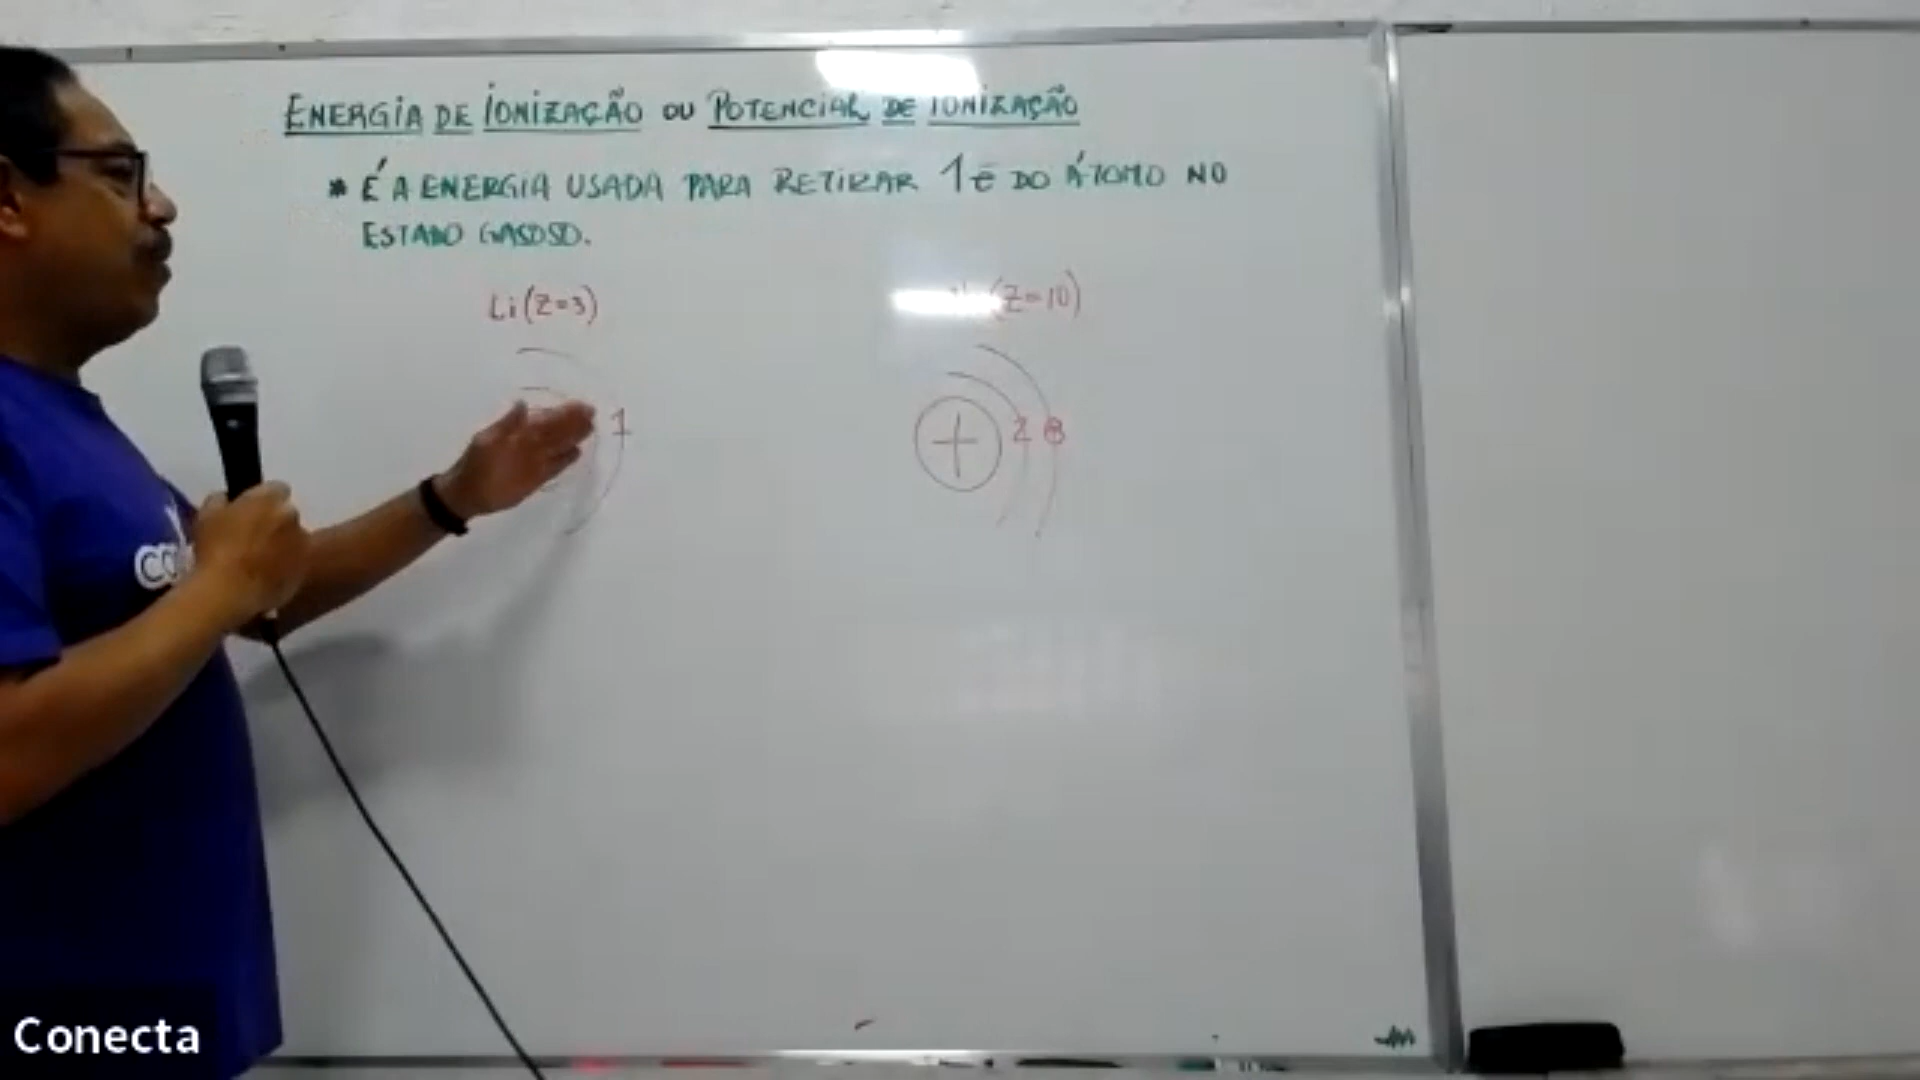 ENERGIA DE IONIZAÇÃO OU POTENCIAL DE IONIZAÇÃO
* É A ENERGIA USADA PARA RETIRAR 1 e̅ DO ÁTOMO NO
ESTADO GASOSO.
Li (Z=3)
(Z=10)
1
+
2 8
Conecta